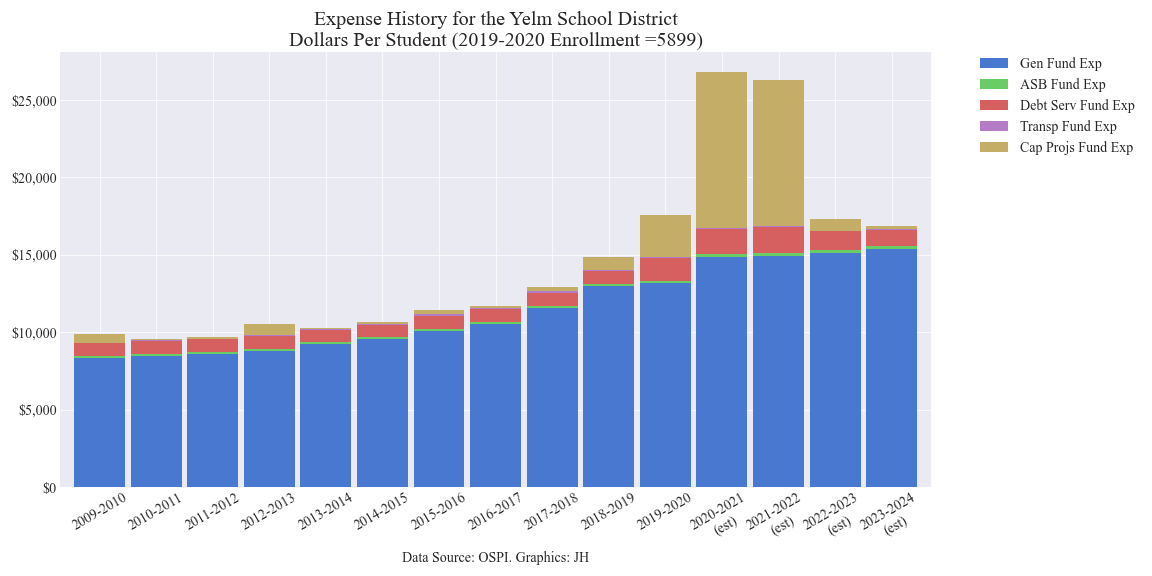 Expense History for the Yelm School District
Dollars Per Student (2019-2020 Enrollment =5899)
Gen Fund Exp
ASB Fund Exp
Debt Serv Fund Exp
Transp Fund Exp
Cap Projs Fund Exp
$25,000
$20,000
$15,000
$10,000
$5,000
$0
2009-2010
2010-2011
2011-2012
2012-2013
2013-2014
2014-2015
2015-2016
2016-2017
2017-2018
2018-2019
2019-2020
2020-2021
(est)
2021-2022
(est)
2022-2023
(est)
2023-2024
(est)
Data Source: OSPI. Graphics: JH